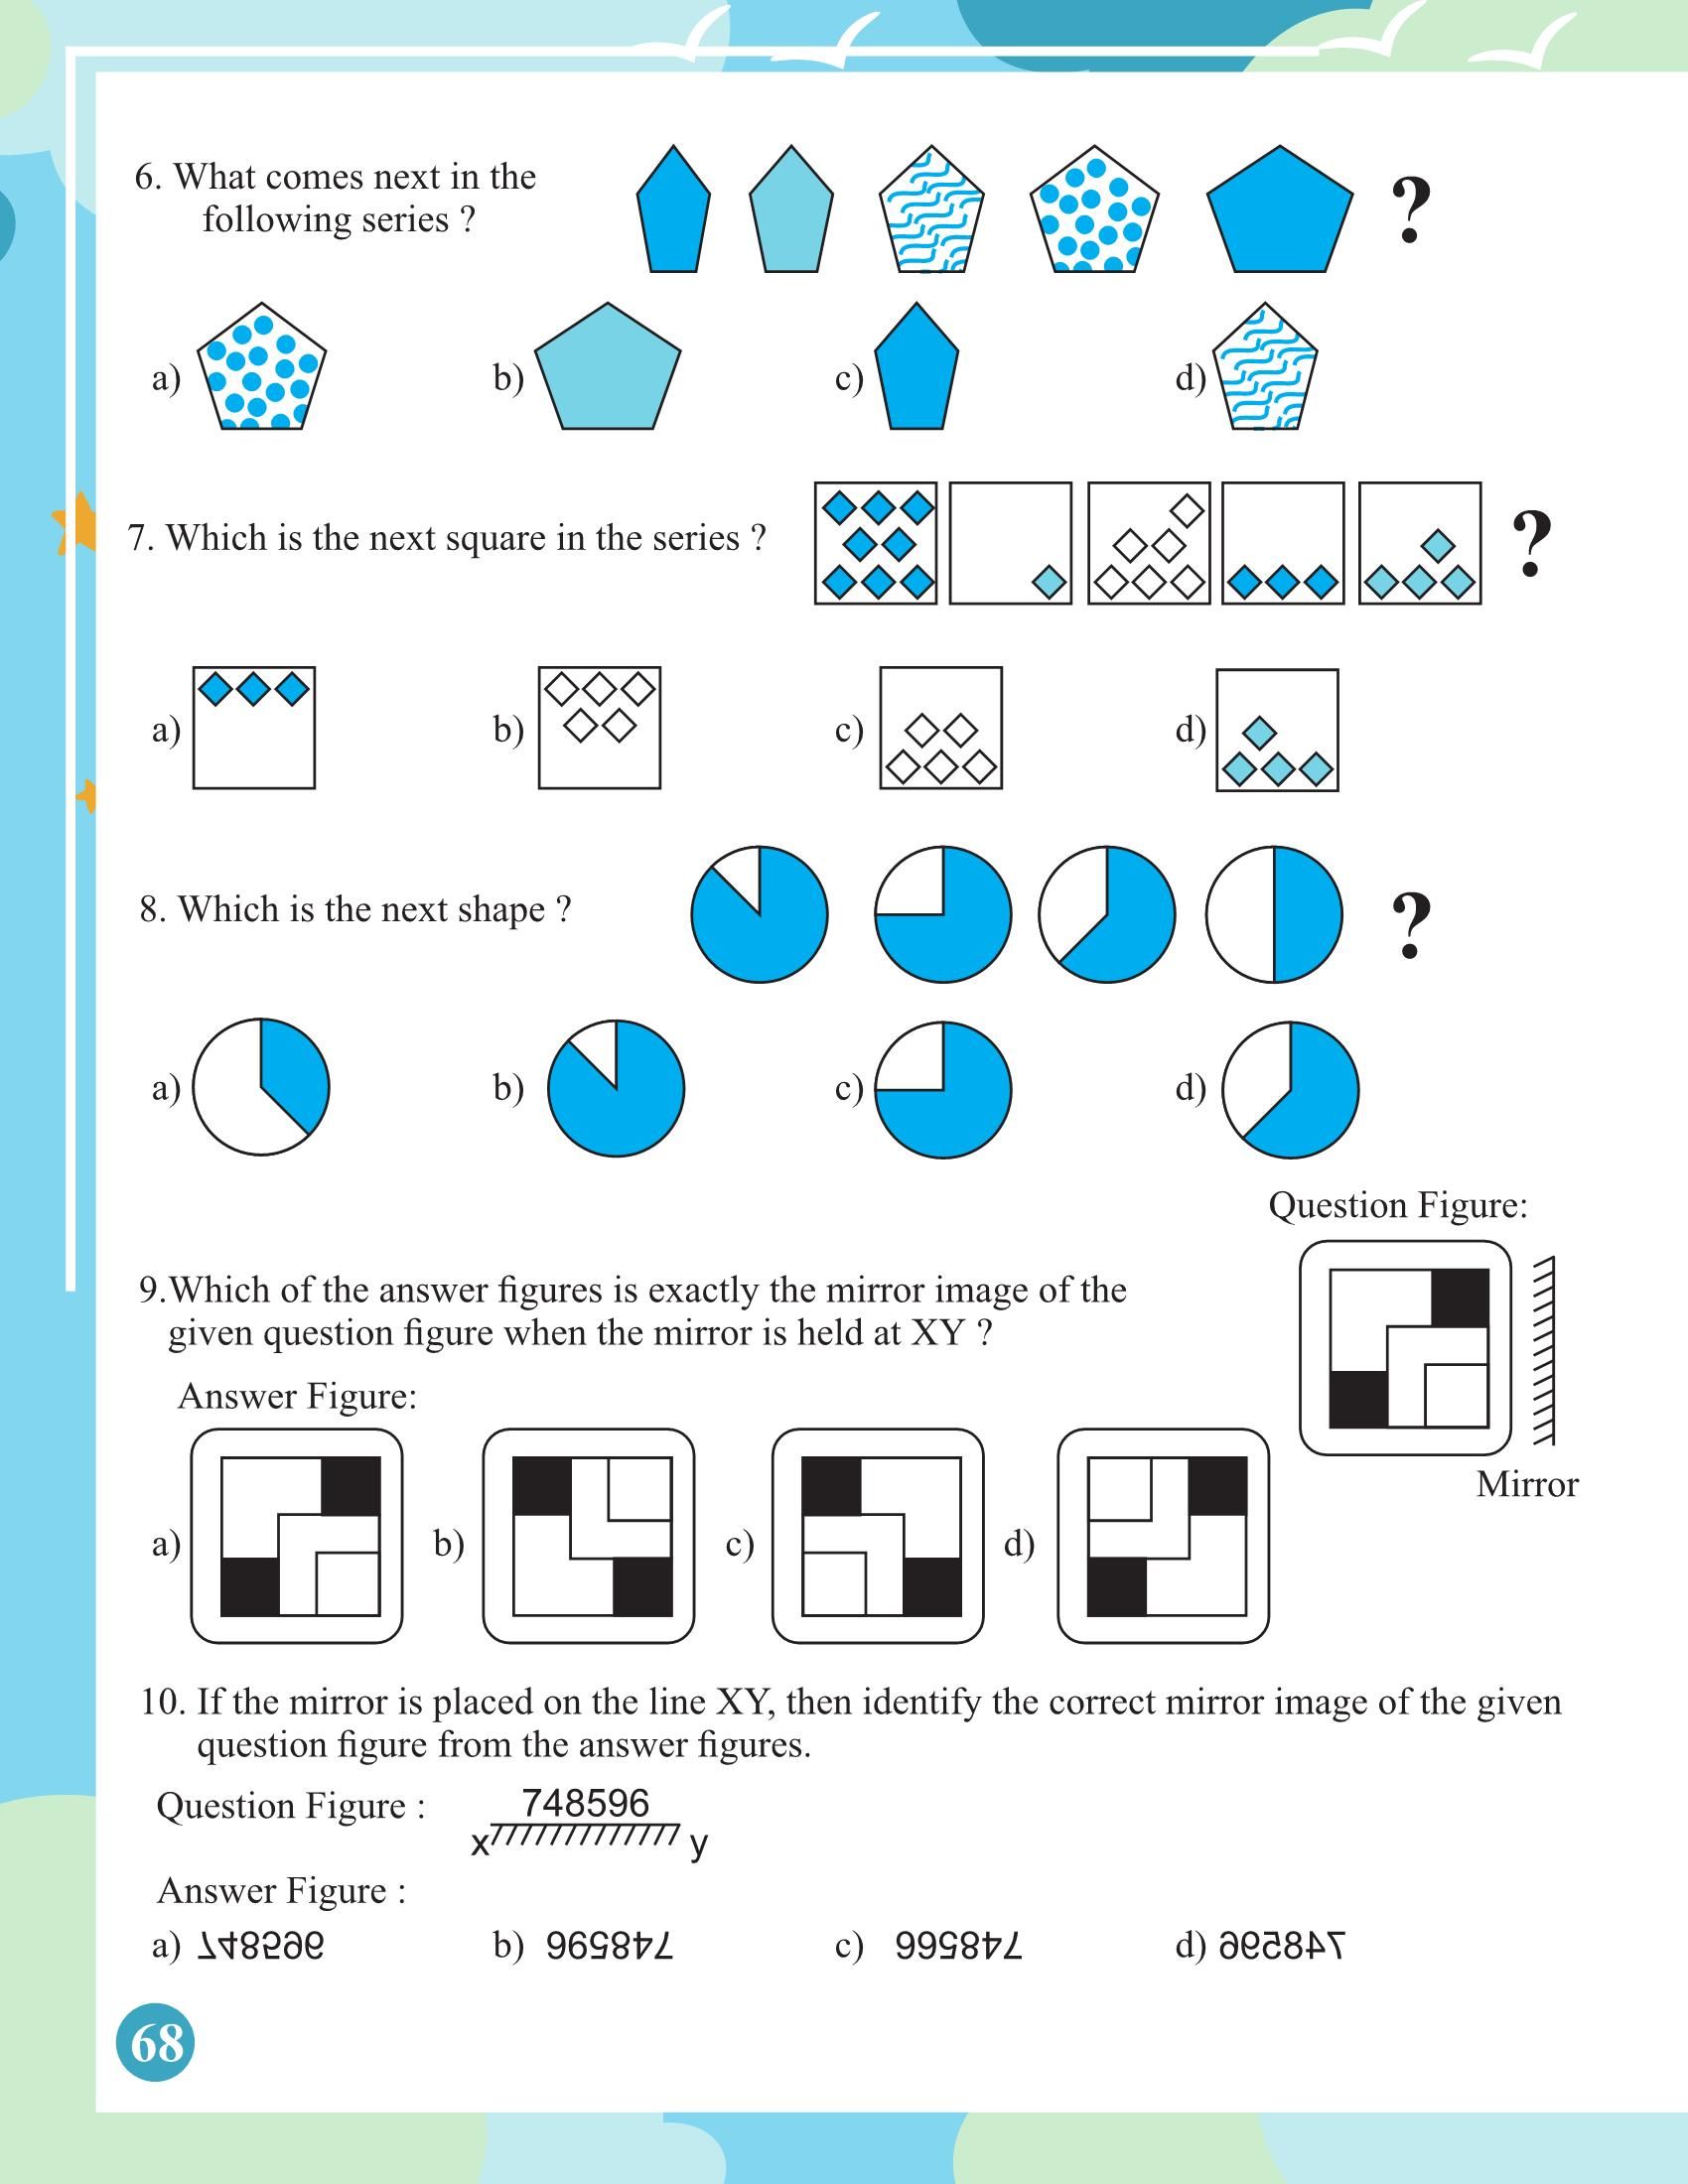 6. What comes next in the
following series ?
?
a)
b)
c)
d)
7. Which is the next square in the series ?
?
a)
b)
c)
d)
8. Which is the next shape ?
?
a)
b)
c)
d)
Question Figure:
9.Which of the answer figures is exactly the mirror image of the
given question figure when the mirror is held at XY ?
Answer Figure:
Mirror
a)
b)
c)
d)
10. If the mirror is placed on the line XY, then identify the correct mirror image of the given
question figure from the answer figures.
Question Figure : 748596
x y
Answer Figure :
a) 748596
b) 748596
c) 748566
d) 748596
68